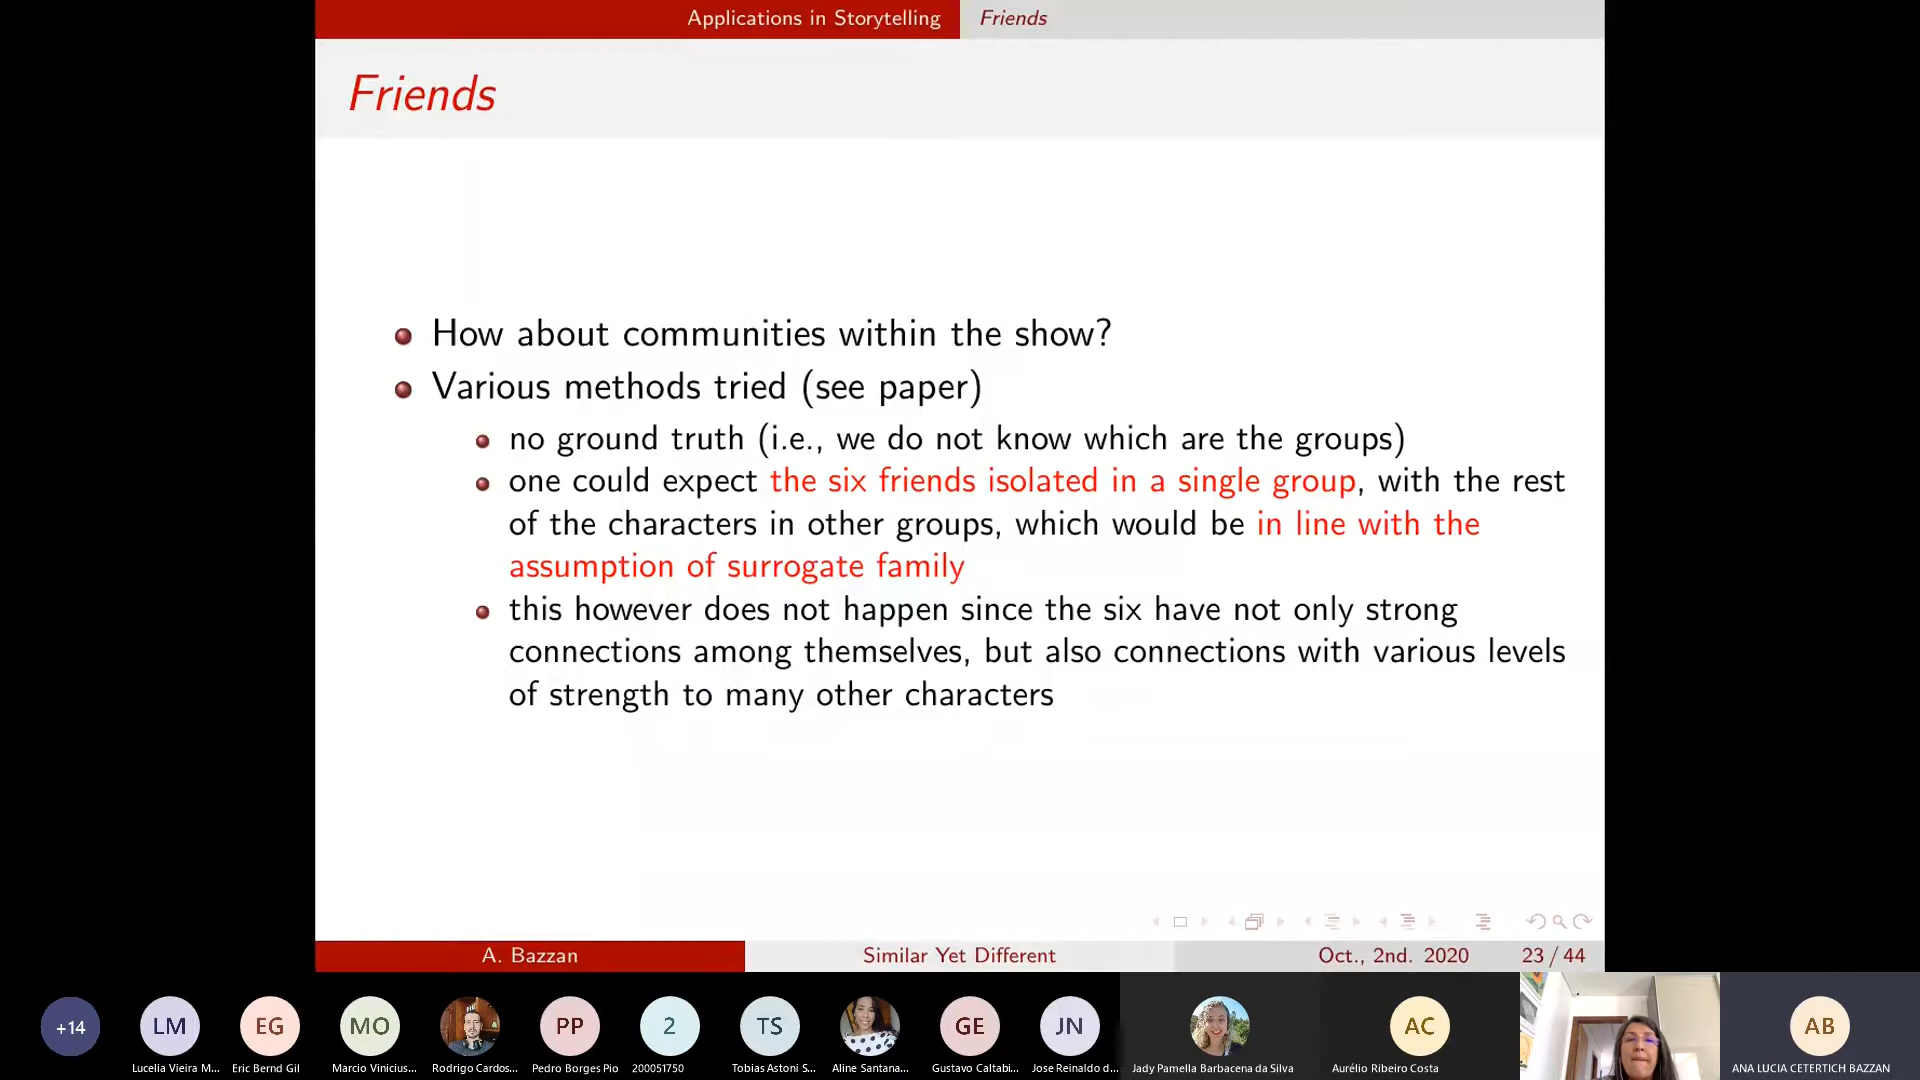 Applications in Storytelling
Friends
Friends
How about communities within the show?
Various methods tried (see paper)
no ground truth (i.e., we do not know which are the groups)
one could expect the six friends isolated in a single group, with the rest
of the characters in other groups, which would be in line with the
assumption of surrogate family
this however does not happen since the six have not only strong
connections among themselves, but also connections with various levels
of strength to many other characters
A. Bazzan
Similar Yet Different
Oct., 2nd. 2020
23 / 44
+14
LM
EG
MO
PP
2
TS
GE
JN
AC
AB
Lucelia Vieira M...
Eric Bernd Gil
Marcio Vinicius...
Rodrigo Cardos...
Pedro Borges Pio
200051750
Tobias Astoni S...
Aline Santana...
Gustavo Caltabi...
Jose Reinaldo d...
Jady Pamella Barbacena da Silva
Aurélio Ribeiro Costa
ANA LUCIA CETERTICH BAZZAN